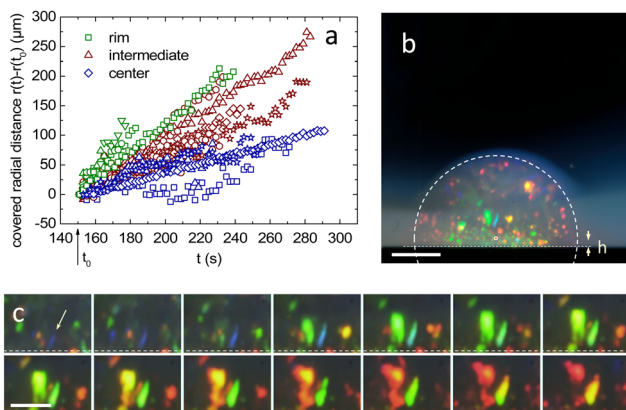 covered radial distance r(t)-r(t₀) (µm)
300
250
200
150
100
50
0
-50
rim
intermediate
center
a
140 160 180 200 220 240 260 280 300
t₀
t (s)
b
h
c